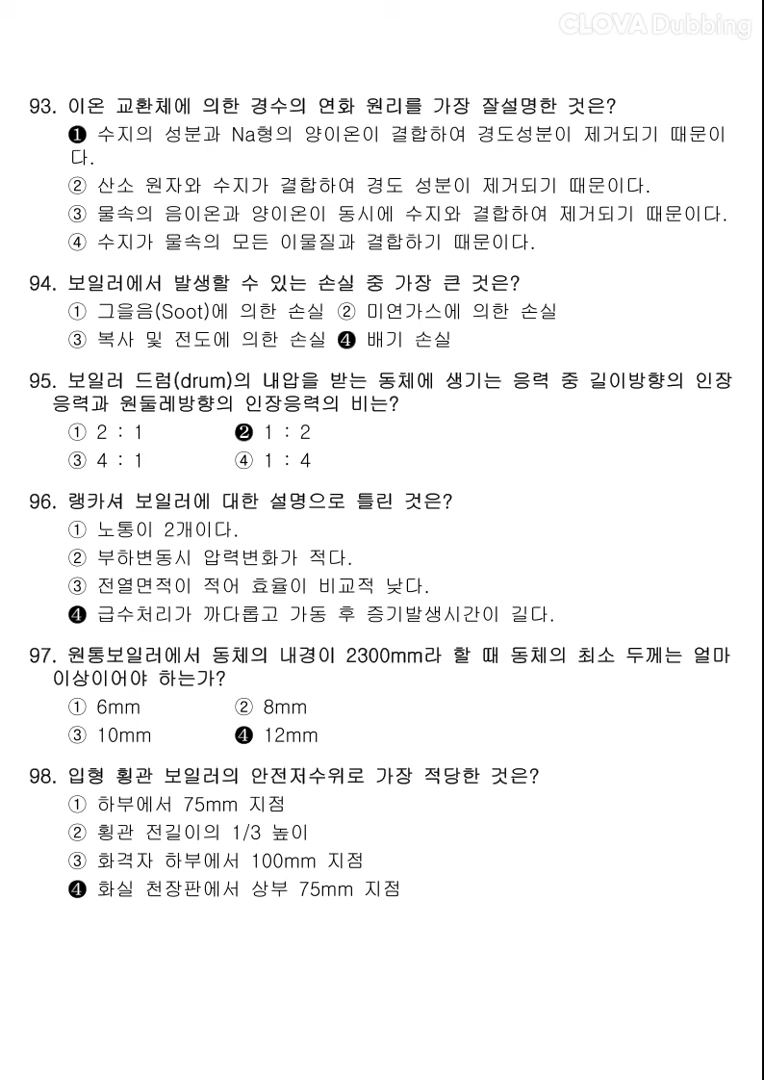 CLOVA Dubbing
93. 이온 교환체에 의한 경수의 연화 원리를 가장 잘설명한 것은?
❶ 수지의 성분과 Na형의 양이온이 결합하여 경도성분이 제거되기 때문이
다.
② 산소 원자와 수지가 결합하여 경도 성분이 제거되기 때문이다.
③ 물속의 음이온과 양이온이 동시에 수지와 결합하여 제거되기 때문이다.
④ 수지가 물속의 모든 이물질과 결합하기 때문이다.
94. 보일러에서 발생할 수 있는 손실 중 가장 큰 것은?
① 그을음(Soot)에 의한 손실 ② 미연가스에 의한 손실
③ 복사 및 전도에 의한 손실 ❹ 배기 손실
95. 보일러 드럼(drum)의 내압을 받는 동체에 생기는 응력 중 길이방향의 인장
응력과 원둘레방향의 인장응력의 비는?
① 2 : 1 ❷ 1 : 2
③ 4 : 1 ④ 1 : 4
96. 랭카셔 보일러에 대한 설명으로 틀린 것은?
① 노통이 2개이다.
② 부하변동시 압력변화가 적다.
③ 전열면적이 적어 효율이 비교적 낮다.
❹ 급수처리가 까다롭고 가동 후 증기발생시간이 길다.
97. 원통보일러에서 동체의 내경이 2300mm라 할 때 동체의 최소 두께는 얼마
이상이어야 하는가?
① 6mm ② 8mm
③ 10mm ❹ 12mm
98. 입형 횡관 보일러의 안전저수위로 가장 적당한 것은?
① 하부에서 75mm 지점
② 횡관 전길이의 1/3 높이
③ 화격자 하부에서 100mm 지점
❹ 화실 천장판에서 상부 75mm 지점